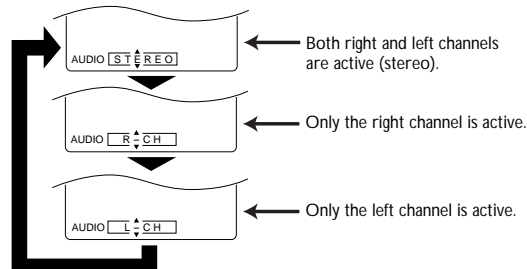 AUDIO STEREO
Both right and left channels
are active (stereo).
AUDIO R – CH
Only the right channel is active.
AUDIO L – CH
Only the left channel is active.